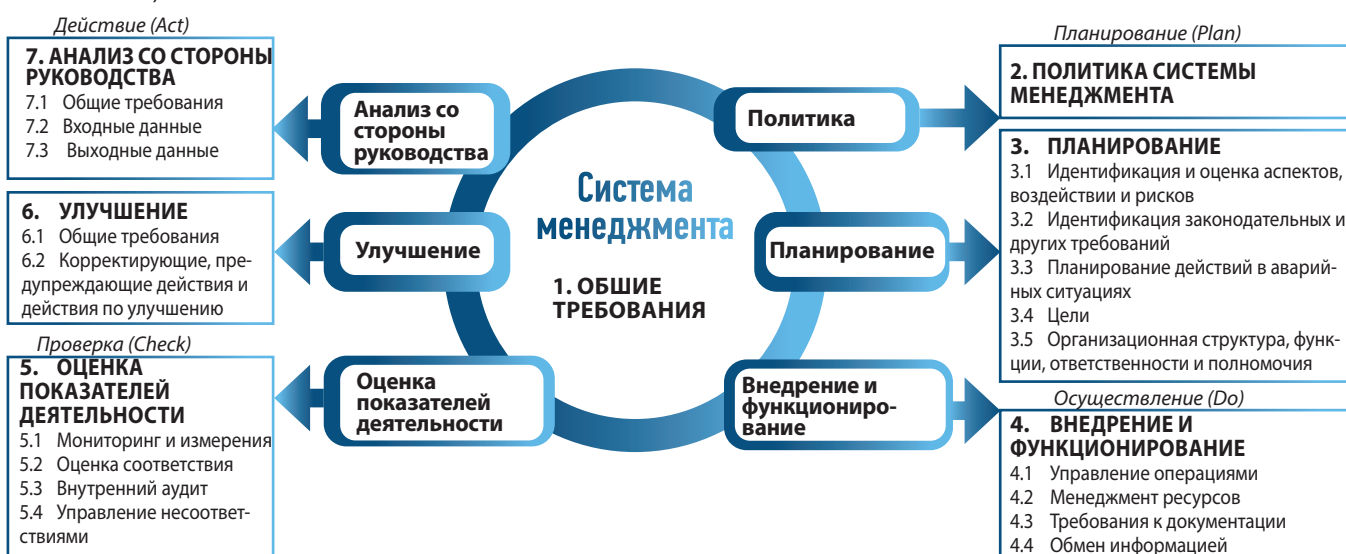 Действие (Act)
7. АНАЛИЗ СО СТОРОНЫ
РУКОВОДСТВА
7.1 Общие требования
7.2 Входные данные
7.3 Выходные данные
6. УЛУЧШЕНИЕ
6.1 Общие требования
6.2 Корректирующие, пре-
дупреждающие действия и
действия по улучшению
Проверка (Check)
5. ОЦЕНКА
ПОКАЗАТЕЛЕЙ
ДЕЯТЕЛЬНОСТИ
5.1 Мониторинг и измерения
5.2 Оценка соответствия
5.3 Внутренний аудит
5.4 Управление несоответ-
ствиями
Анализ со
стороны
руководства
Улучшение
Оценка
показателей
деятельности
Система
менеджмента
1. ОБШИЕ
ТРЕБОВАНИЯ
Политика
Планирование
Внедрение и
функциониро-
вание
Планирование (Plan)
2. ПОЛИТИКА СИСТЕМЫ
МЕНЕДЖМЕНТА
3. ПЛАНИРОВАНИЕ
3.1 Идентификация и оценка аспектов,
воздействии и рисков
3.2 Идентификация законодательных и
других требований
3.3 Планирование действий в аварий-
ных ситуациях
3.4 Цели
3.5 Организационная структура, функ-
ции, ответственности и полномочия
Осуществление (Do)
4. ВНЕДРЕНИЕ И
ФУНКЦИОНИРОВАНИЕ
4.1 Управление операциями
4.2 Менеджмент ресурсов
4.3 Требования к документации
4.4 Обмен информацией